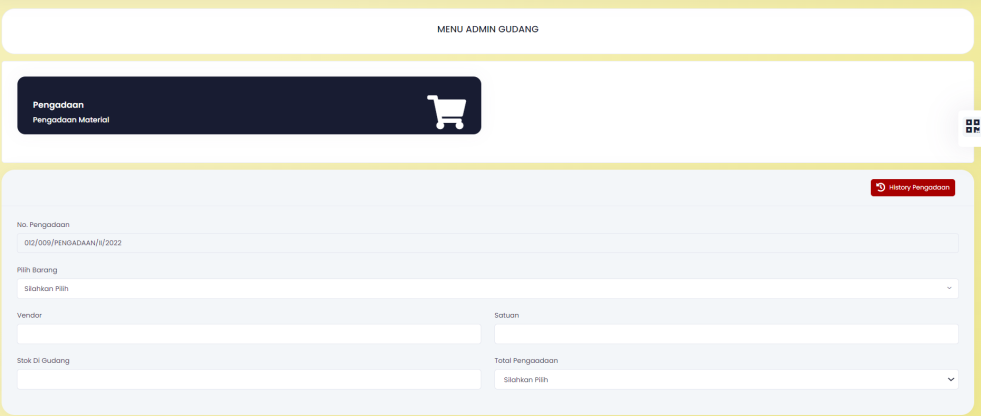 MENU ADMIN GUDANG
Pengadaan
Pengadaan Material
History Pengadaan
No. Pengadaan
012/009/PENGADAAN/II/2022
Pilih Barang
Silahkan Pilih
Vendor
Satuan
Stok Di Gudang
Total Pengaadaan
Silahkan Pilih